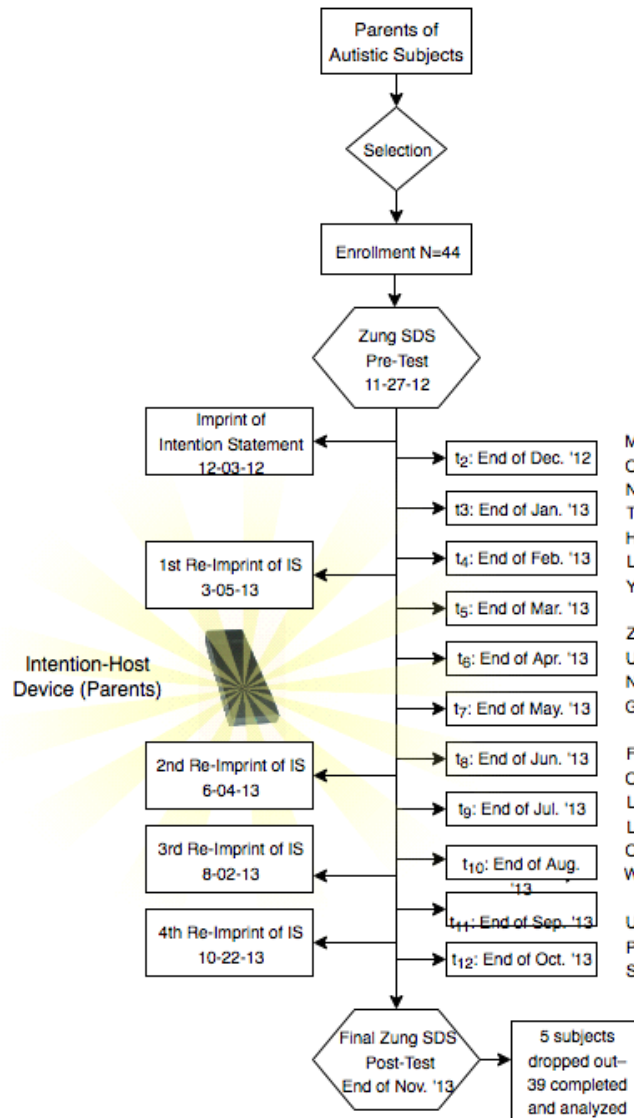 Parents of
Autistic Subjects
Selection
Enrollment N=44
Zung SDS
Pre-Test
11-27-12
Imprint of
Intention Statement
12-03-12
t2: End of Dec. '12
t3: End of Jan. '13
1st Re-Imprint of IS
3-05-13
t4: End of Feb. '13
t5: End of Mar. '13
Intention-Host
Device (Parents)
t6: End of Apr. '13
t7: End of May. '13
2nd Re-Imprint of IS
6-04-13
t8: End of Jun. '13
t9: End of Jul. '13
3rd Re-Imprint of IS
8-02-13
t10: End of Aug.
'13
t11: End of Sep. '13
4th Re-Imprint of IS
10-22-13
t12: End of Oct. '13
Final Zung SDS
Post-Test
End of Nov. '13
5 subjects
dropped out–
39 completed
and analyzed